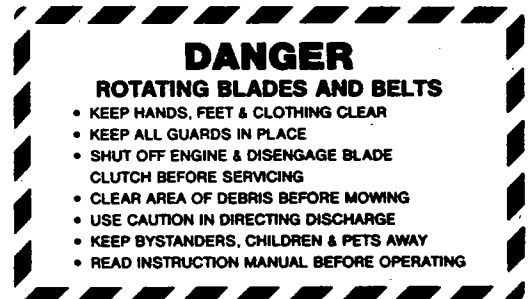 DANGER
ROTATING BLADES AND BELTS
• KEEP HANDS, FEET & CLOTHING CLEAR
• KEEP ALL GUARDS IN PLACE
• SHUT OFF ENGINE & DISENGAGE BLADE
CLUTCH BEFORE SERVICING
• CLEAR AREA OF DEBRIS BEFORE MOWING
• USE CAUTION IN DIRECTING DISCHARGE
• KEEP BYSTANDERS, CHILDREN & PETS AWAY
• READ INSTRUCTION MANUAL BEFORE OPERATING